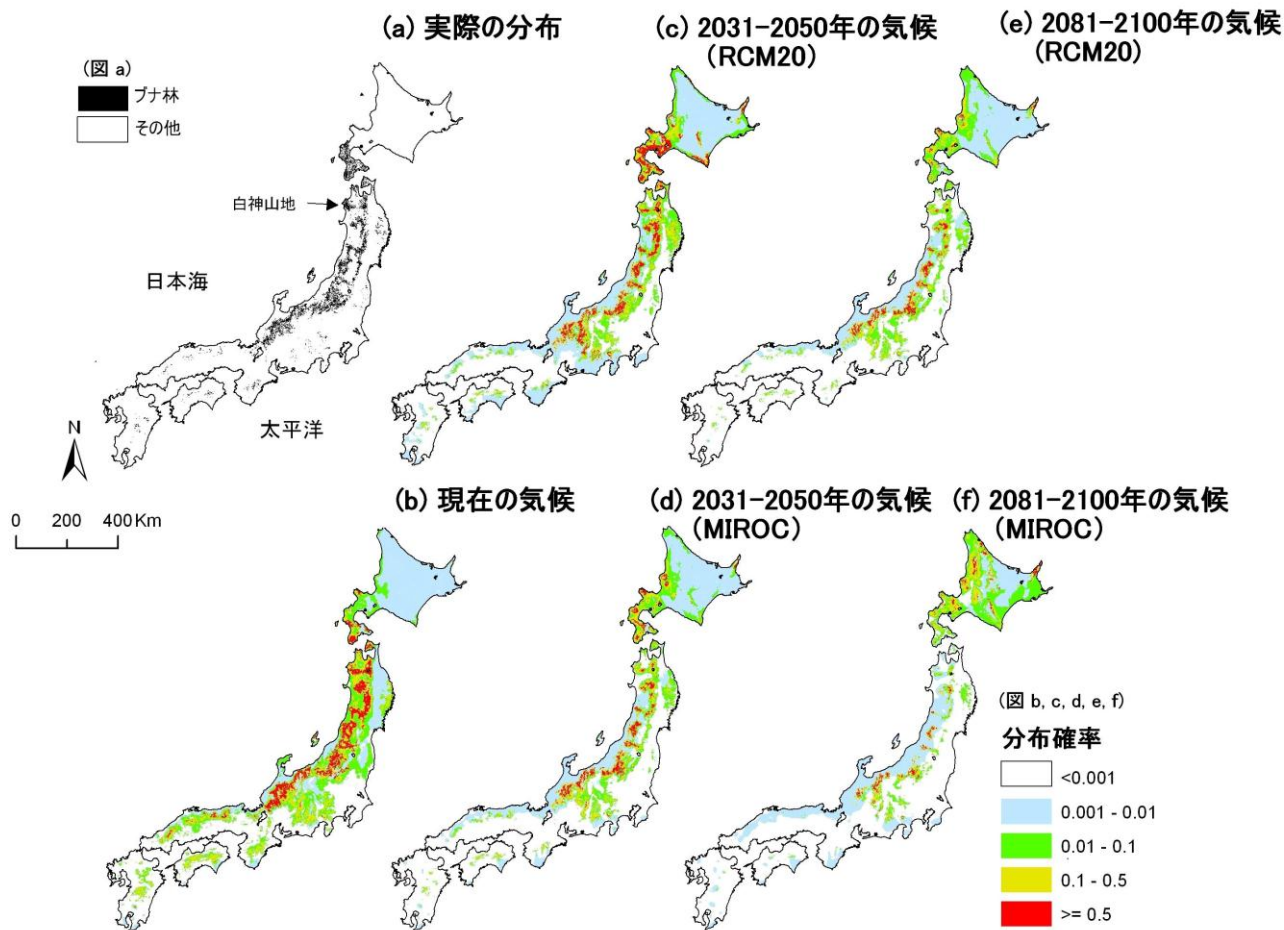 (a) 実際の分布
(c) 2031-2050年の気候
(RCM20)
(e) 2081-2100年の気候
(RCM20)
(図 a)
ブナ林
その他
白神山地
日本海
太平洋
N
0 200 400 Km
(b) 現在の気候
(d) 2031-2050年の気候
(MIROC)
(f) 2081-2100年の気候
(MIROC)
(図 b, c, d, e, f)
分布確率
<0.001
0.001 - 0.01
0.01 - 0.1
0.1 - 0.5
>= 0.5